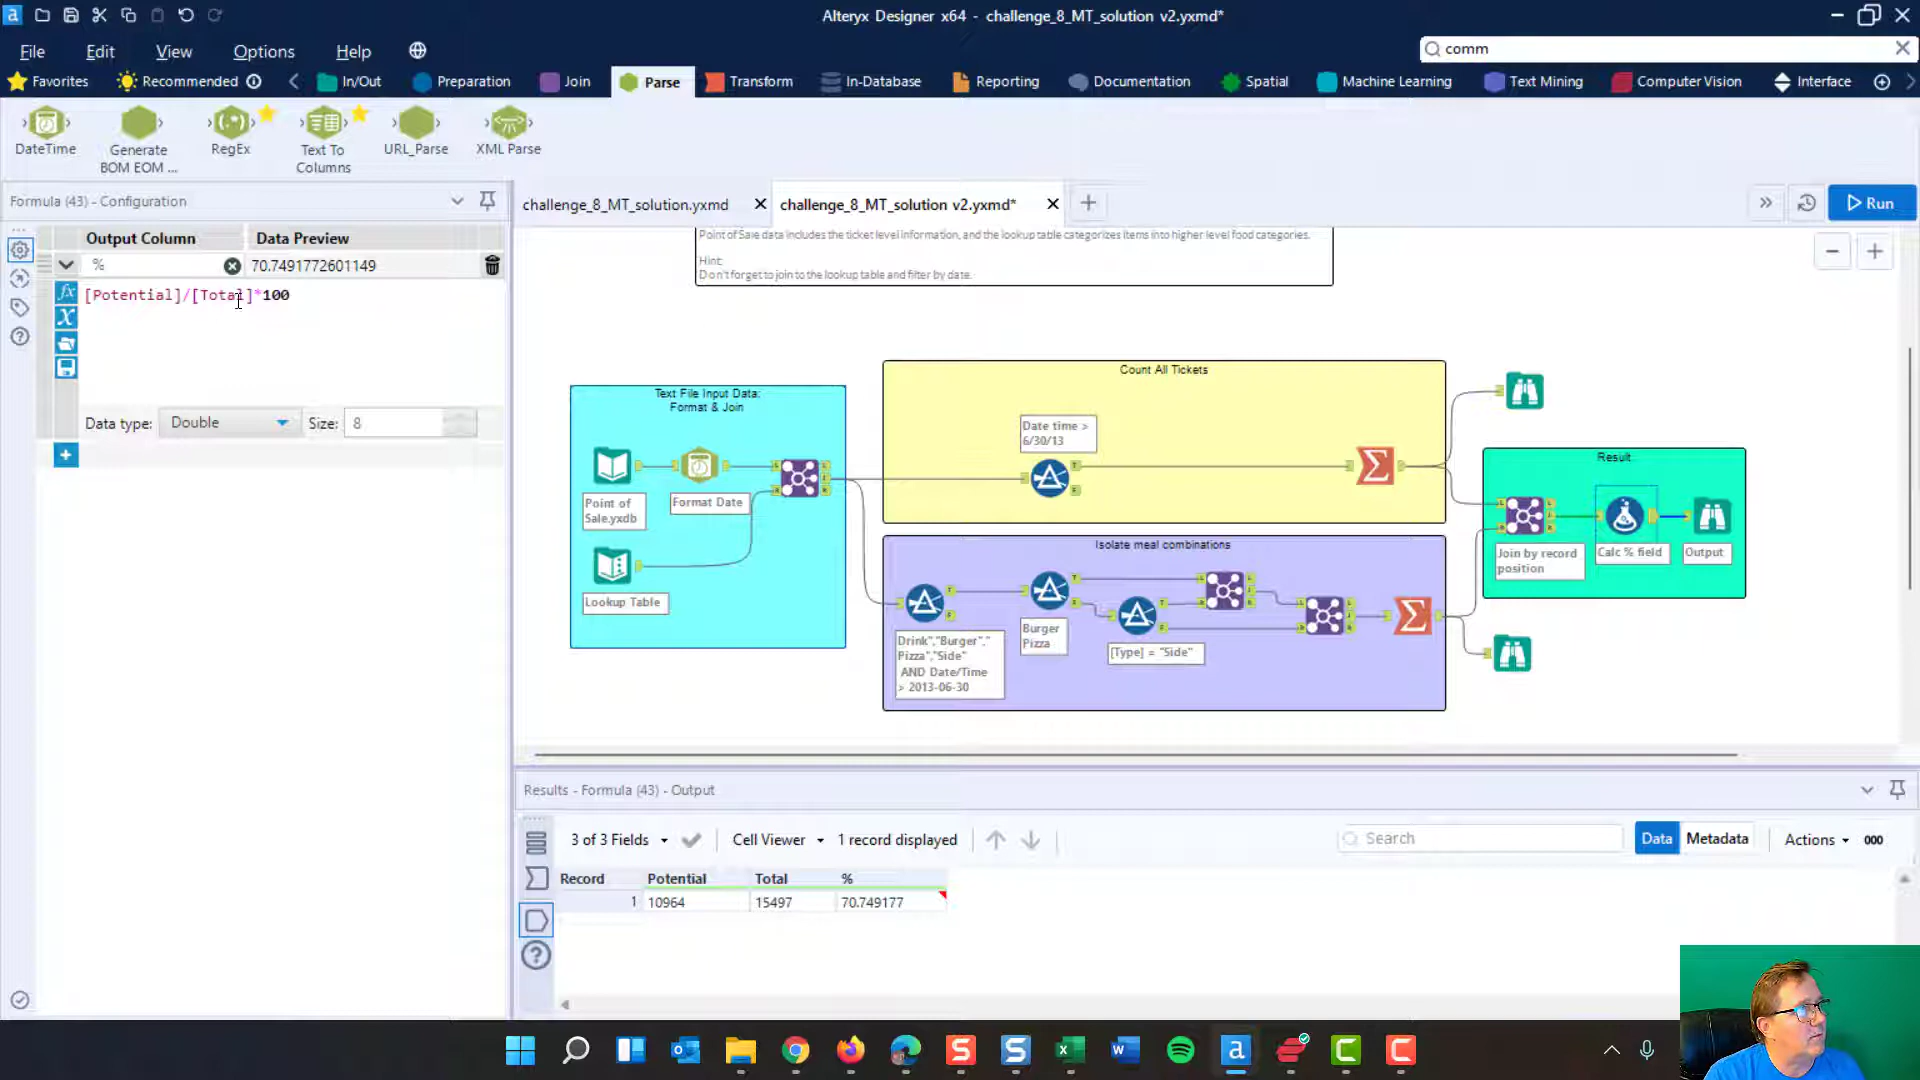 Alteryx Designer x64 - challenge_8_MT_solution v2.yxmd*
File Edit View Options Help
comm
Favorites Recommended In/Out Preparation Join Parse Transform In-Database Reporting Documentation Spatial Machine Learning Text Mining Computer Vision Interface
DateTime
Generate
BOM EOM ...
RegEx
Text To
Columns
URL_Parse
XML Parse
Formula (43) - Configuration
challenge_8_MT_solution.yxmd
challenge_8_MT_solution v2.yxmd*
Run
Output Column Data Preview
% 70.7491772601149
[Potential]/[Total]*100
Data type: Double Size: 8
Point of Sale data includes the ticket level information, and the lookup table categorizes items into higher level food categories.
Hint:
Don't forget to join to the lookup table and filter by date.
Text File Input Data:
Format & Join
Point of
Sale.yxdb
Format Date
Lookup Table
Count All Tickets
Date time >
6/30/13
Isolate meal combinations
Drink","Burger","
Pizza","Side"
AND Date/Time
> 2013-06-30
Burger
Pizza
[Type] = "Side"
Result
Join by record
position
Calc % field
Output
Results - Formula (43) - Output
3 of 3 Fields Cell Viewer 1 record displayed Search Data Metadata Actions 000
Record Potential Total %
1 10964 15497 70.749177